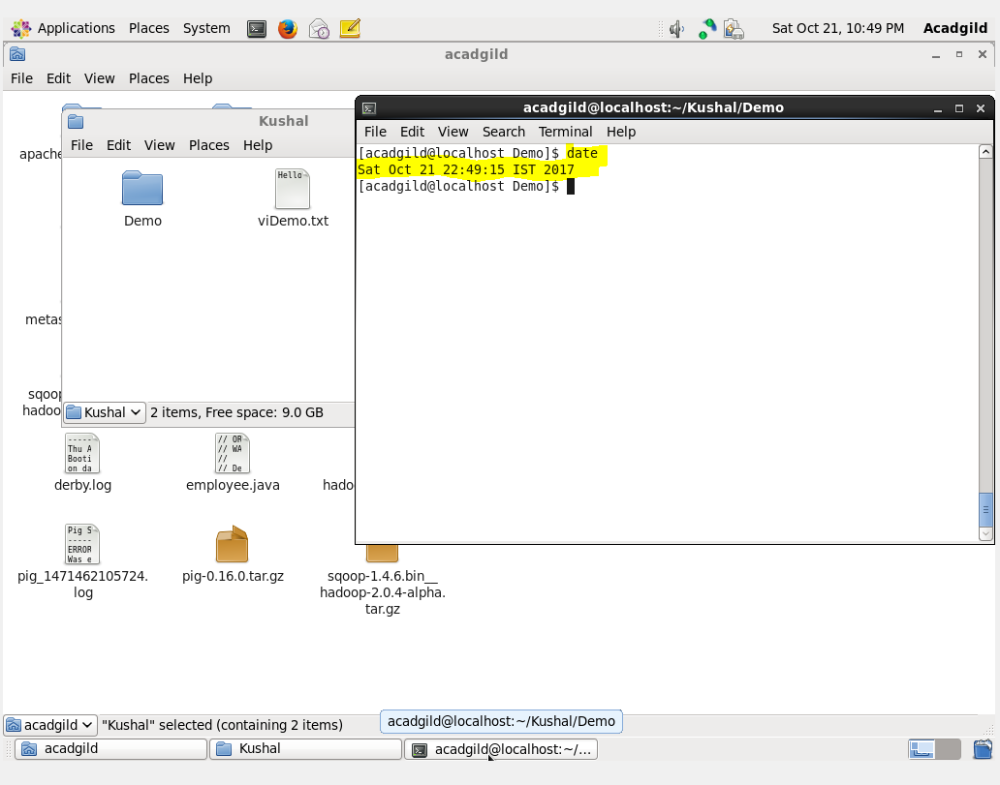 Applications Places System Sat Oct 21, 10:49 PM Acadgild
acadgild
File Edit View Places Help
apache
metas
sqoop
hadoo
Kushal
File Edit View Places Help
Hello
Demo
viDemo.txt
Kushal 2 items, Free space: 9.0 GB
acadgild@localhost:~/Kushal/Demo
File Edit View Search Terminal Help
[acadgild@localhost Demo]$ date
Sat Oct 21 22:49:15 IST 2017
[acadgild@localhost Demo]$
-----
Thu A
Booti
on da
derby.log
// OR
// WA
//
// De
employee.java
hadoo
Pig S
-----
ERROR
Was e
pig_1471462105724.
log
pig-0.16.0.tar.gz
sqoop-1.4.6.bin__
hadoop-2.0.4-alpha.
tar.gz
acadgild "Kushal" selected (containing 2 items)
acadgild@localhost:~/Kushal/Demo
acadgild Kushal acadgild@localhost:~/...